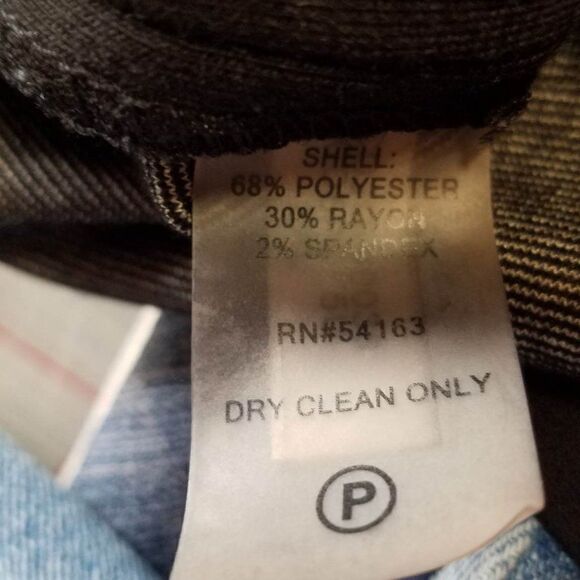 SHELL:
68% POLYESTER
30% RAYON
2% SPANDEX
RN#54163
DRY CLEAN ONLY
P